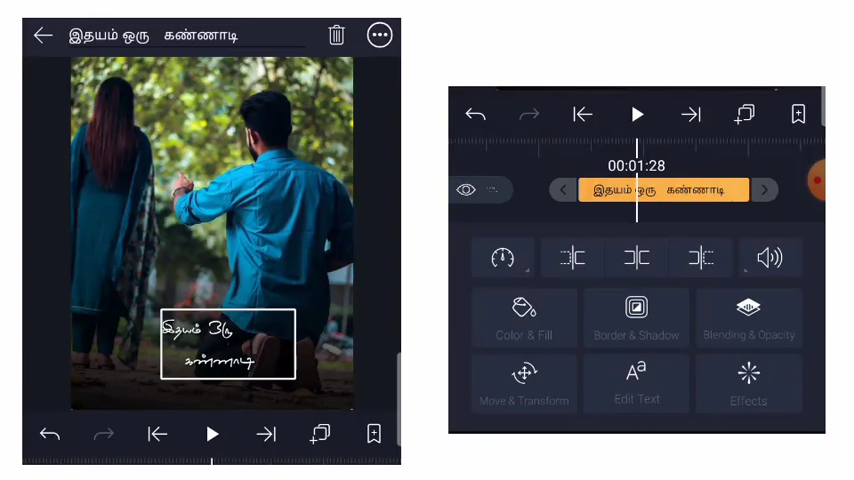 இதயம் ஒரு கண்ணாடி
இதயம் ஒரு
கண்ணாடி
00:01:28
இதயம் ஒரு கண்ணாடி
Color & Fill
Border & Shadow
Blending & Opacity
Move & Transform
Edit Text
Effects